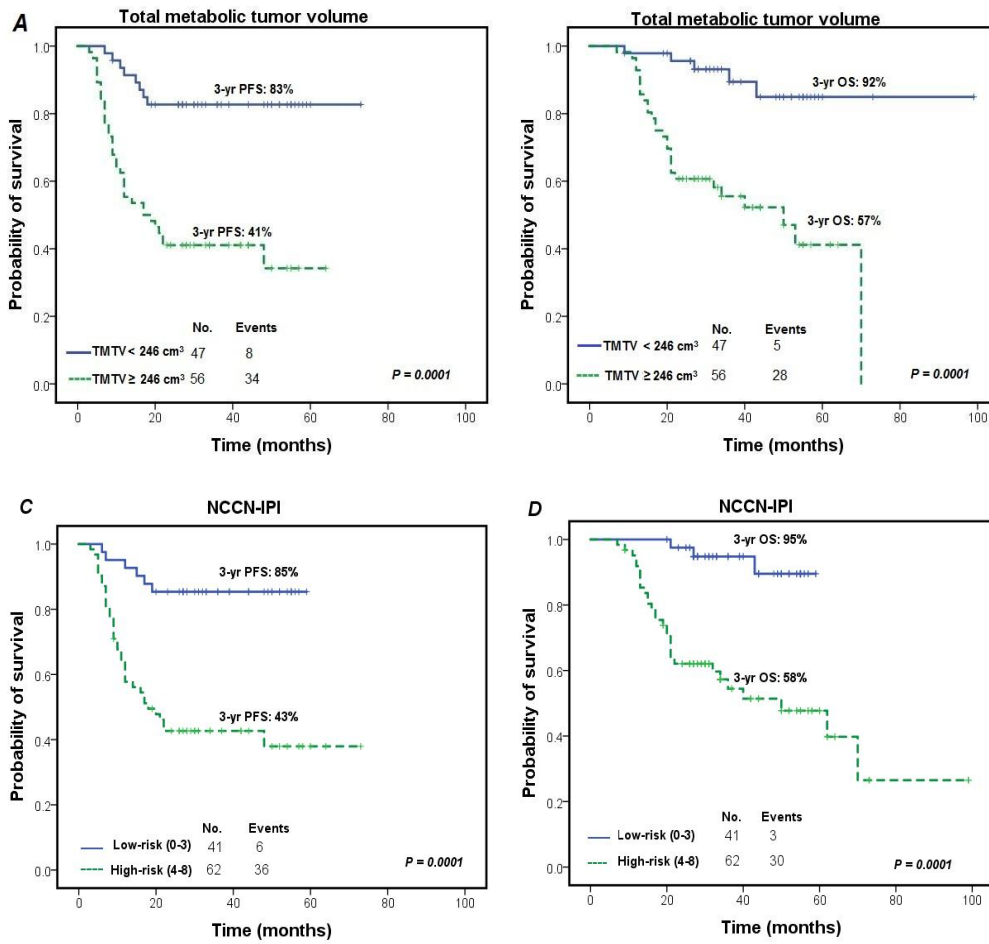 A
Total metabolic tumor volume
Probability of survival
1.0
0.8
0.6
0.4
0.2
0.0
3-yr PFS: 83%
3-yr PFS: 41%
No. Events
TMTV < 246 cm³ 47 8
TMTV ≥ 246 cm³ 56 34
P = 0.0001
0 20 40 60 80 100
Time (months)
Total metabolic tumor volume
Probability of survival
1.0
0.8
0.6
0.4
0.2
0.0
3-yr OS: 92%
3-yr OS: 57%
No. Events
TMTV < 246 cm³ 47 5
TMTV ≥ 246 cm³ 56 28
P = 0.0001
0 20 40 60 80 100
Time (months)
C
NCCN-IPI
Probability of survival
1.0
0.8
0.6
0.4
0.2
0.0
3-yr PFS: 85%
3-yr PFS: 43%
No. Events
Low-risk (0-3) 41 6
High-risk (4-8) 62 36
P = 0.0001
0 20 40 60 80 100
Time (months)
D
NCCN-IPI
Probability of survival
1.0
0.8
0.6
0.4
0.2
0.0
3-yr OS: 95%
3-yr OS: 58%
No. Events
Low-risk (0-3) 41 3
High-risk (4-8) 62 30
P = 0.0001
0 20 40 60 80 100
Time (months)